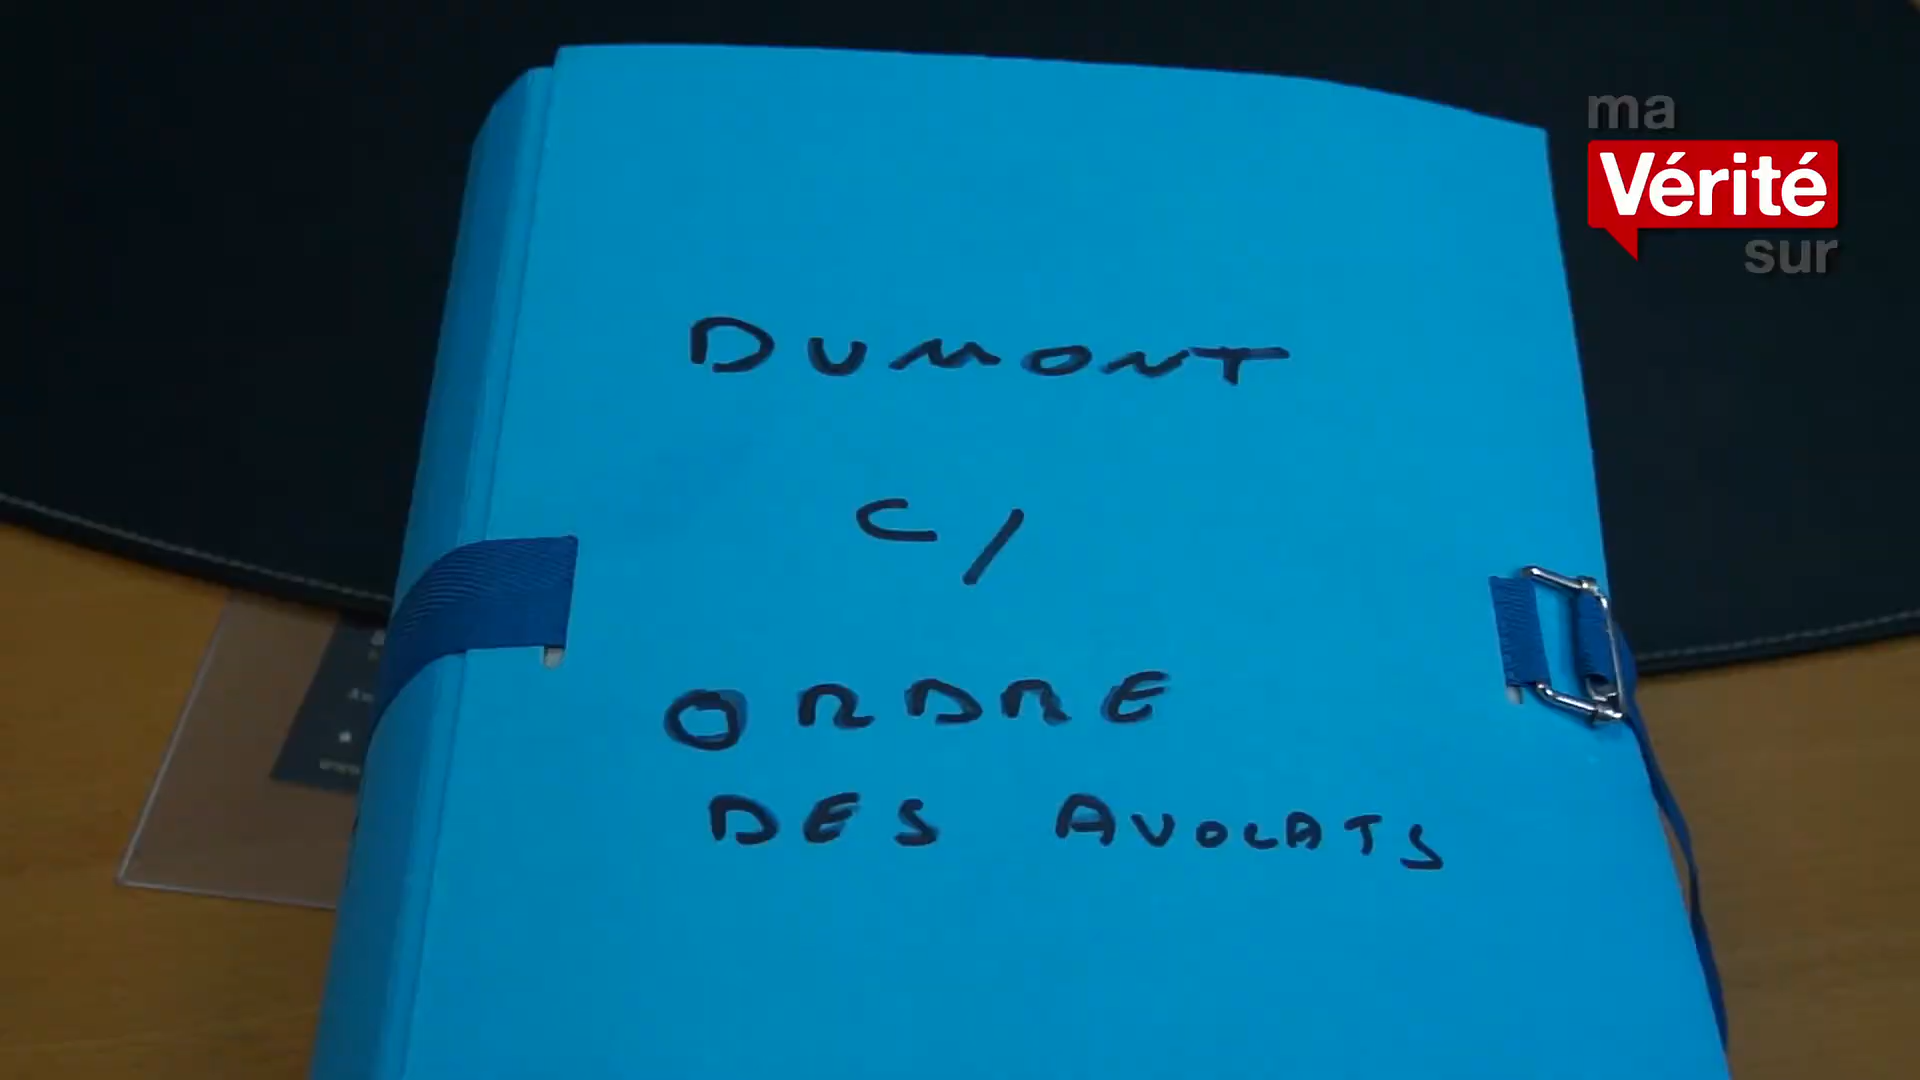 ma
Vérité
sur
DUMONT
C/
ORDRE
DES AVOCATS